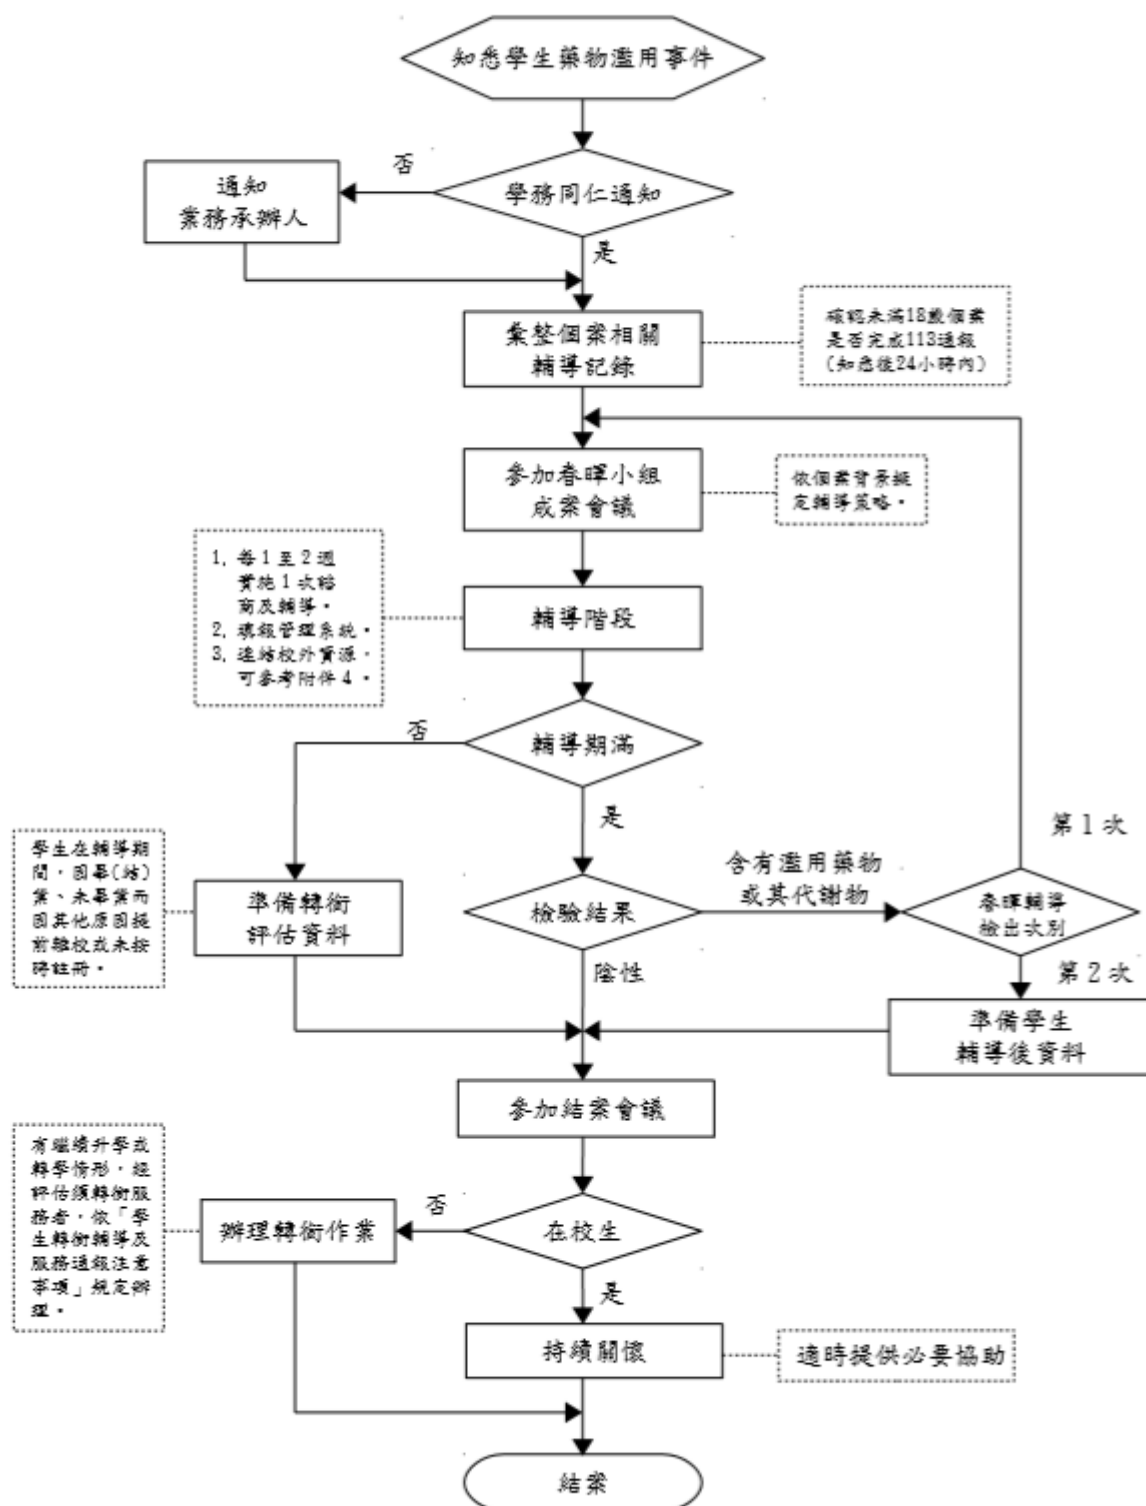 知悉學生藥物濫用事件
學務同仁通知
否
是
通知
業務承辦人
彙整個案相關
輔導記錄
確認未滿18歲個案
是否完成113通報
(知悉後24小時內)
參加春暉小組
成案會議
依個案背景擬
定輔導策略。
1. 每1至2週
實施1次諮
商及輔導。
2. 填報管理系統。
3. 連結校外資源,
可參考附件4。
輔導階段
輔導期滿
否
是
學生在輔導期
間,因畢(結)
業、未畢業而
因其他原因提
前離校或未按
時註冊。
準備轉銜
評估資料
檢驗結果
含有濫用藥物
或其代謝物
陰性
春暉輔導
檢出次別
第1次
第2次
準備學生
輔導後資料
參加結案會議
在校生
否
是
有繼續升學或
轉學情形,經
評估須轉銜服
務者,依「學
生轉銜輔導及
服務通報注意
事項」規定辦
理。
辦理轉銜作業
持續關懷
適時提供必要協助
結案